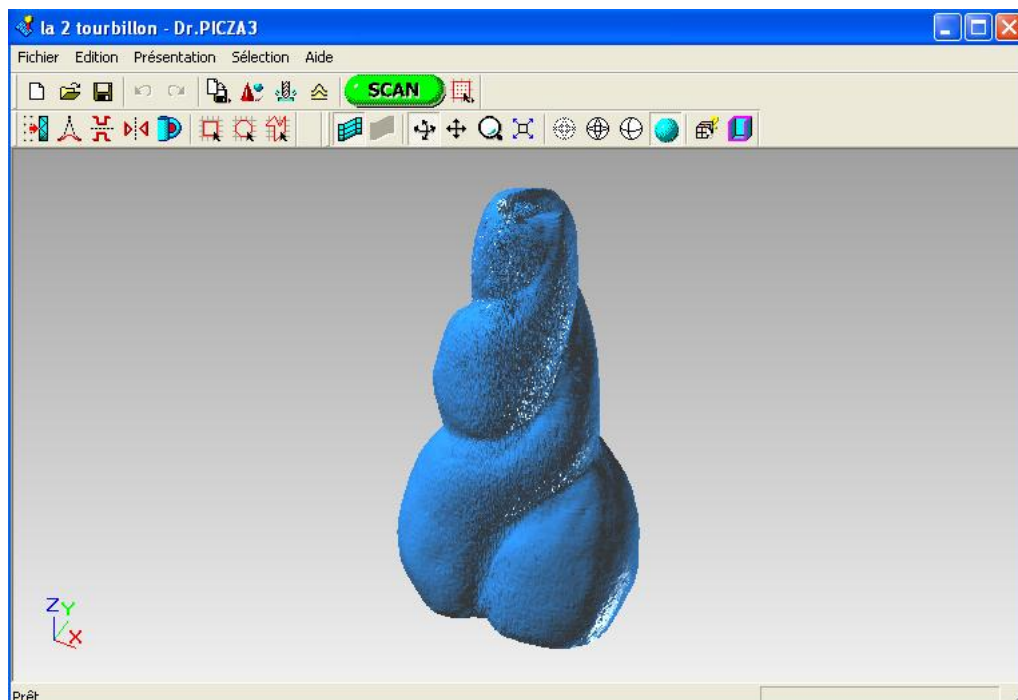 la 2 tourbillon - Dr.PICZA3
Fichier Edition Présentation Sélection Aide
SCAN
Z Y
X
Prêt